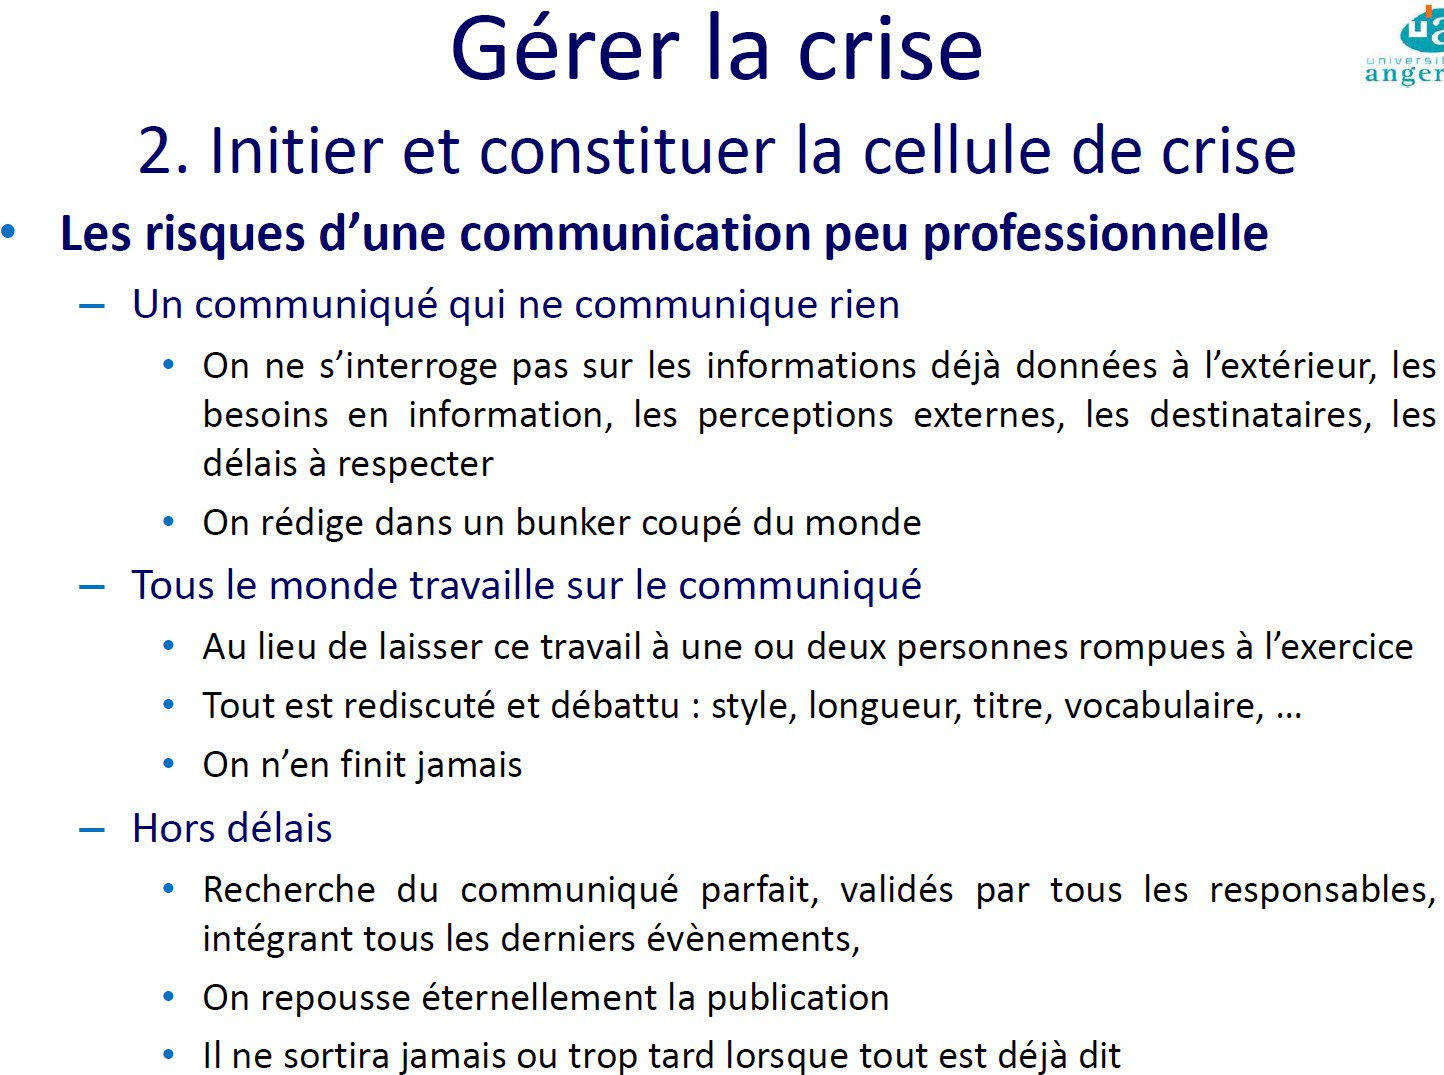 Gérer la crise
2. Initier et constituer la cellule de crise
• Les risques d’une communication peu professionnelle
– Un communiqué qui ne communique rien
• On ne s’interroge pas sur les informations déjà données à l’extérieur, les
besoins en information, les perceptions externes, les destinataires, les
délais à respecter
• On rédige dans un bunker coupé du monde
– Tous le monde travaille sur le communiqué
• Au lieu de laisser ce travail à une ou deux personnes rompues à l’exercice
• Tout est rediscuté et débattu : style, longueur, titre, vocabulaire, ...
• On n’en finit jamais
– Hors délais
• Recherche du communiqué parfait, validés par tous les responsables,
intégrant tous les derniers évènements,
• On repousse éternellement la publication
• Il ne sortira jamais ou trop tard lorsque tout est déjà dit